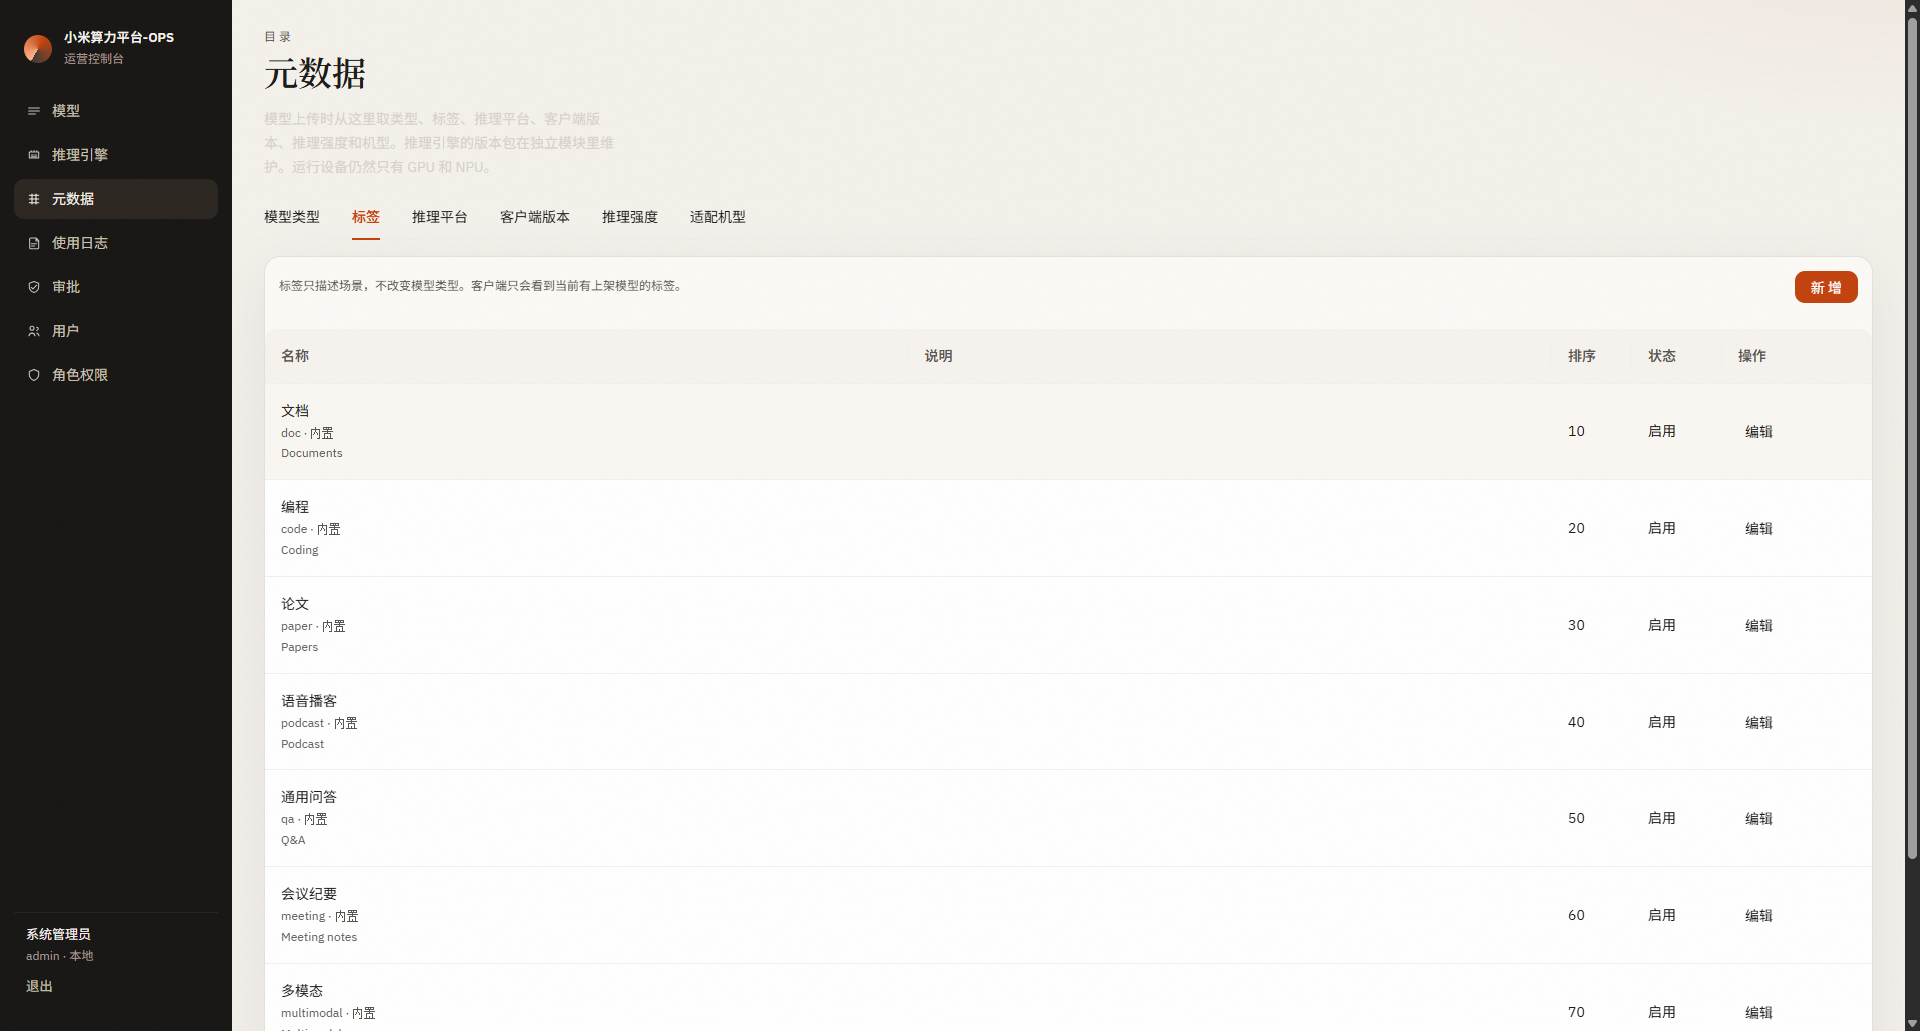 小米算力平台-OPS
运营控制台
模型
推理引擎
元数据
使用日志
审批
用户
角色权限
系统管理员
admin · 本地
退出
目录
元数据
模型上传时从这里取类型、标签、推理平台、客户端版
本、推理强度和机型。推理引擎的版本包在独立模块里维
护。运行设备仍然只有 GPU 和 NPU。
模型类型 标签 推理平台 客户端版本 推理强度 适配机型
标签只描述场景，不改变模型类型。客户端只会看到当前有上架模型的标签。
新增
名称 说明 排序 状态 操作
文档
doc · 内置
Documents
10 启用 编辑
编程
code · 内置
Coding
20 启用 编辑
论文
paper · 内置
Papers
30 启用 编辑
语音播客
podcast · 内置
Podcast
40 启用 编辑
通用问答
qa · 内置
Q&A
50 启用 编辑
会议纪要
meeting · 内置
Meeting notes
60 启用 编辑
多模态
multimodal · 内置
70 启用 编辑